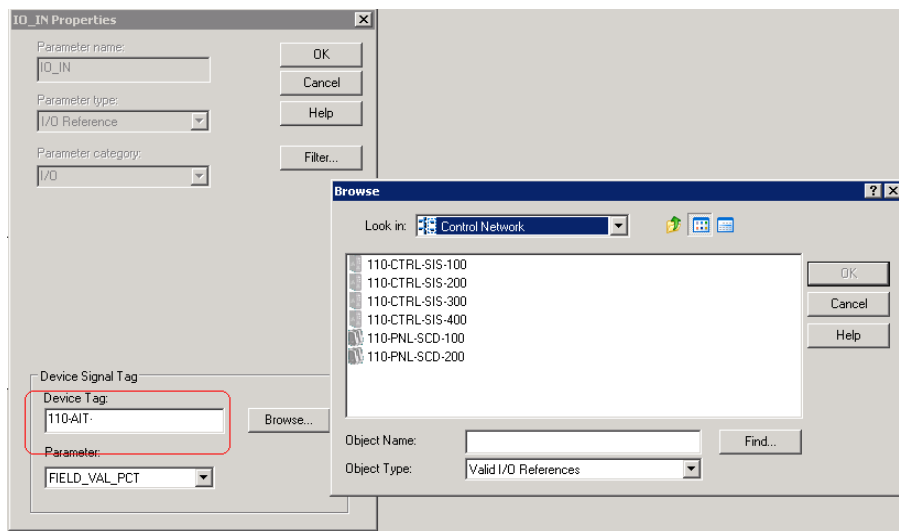 IO_IN Properties
Parameter name:
IO_IN
OK
Cancel
Parameter type:
I/O Reference
Help
Parameter category:
I/O
Filter...
Browse
Look in: Control Network
110-CTRL-SIS-100
110-CTRL-SIS-200
110-CTRL-SIS-300
110-CTRL-SIS-400
110-PNL-SCD-100
110-PNL-SCD-200
OK
Cancel
Help
Device Signal Tag
Device Tag:
110-AIT-
Browse...
Parameter:
FIELD_VAL_PCT
Object Name:
Find...
Object Type: Valid I/O References